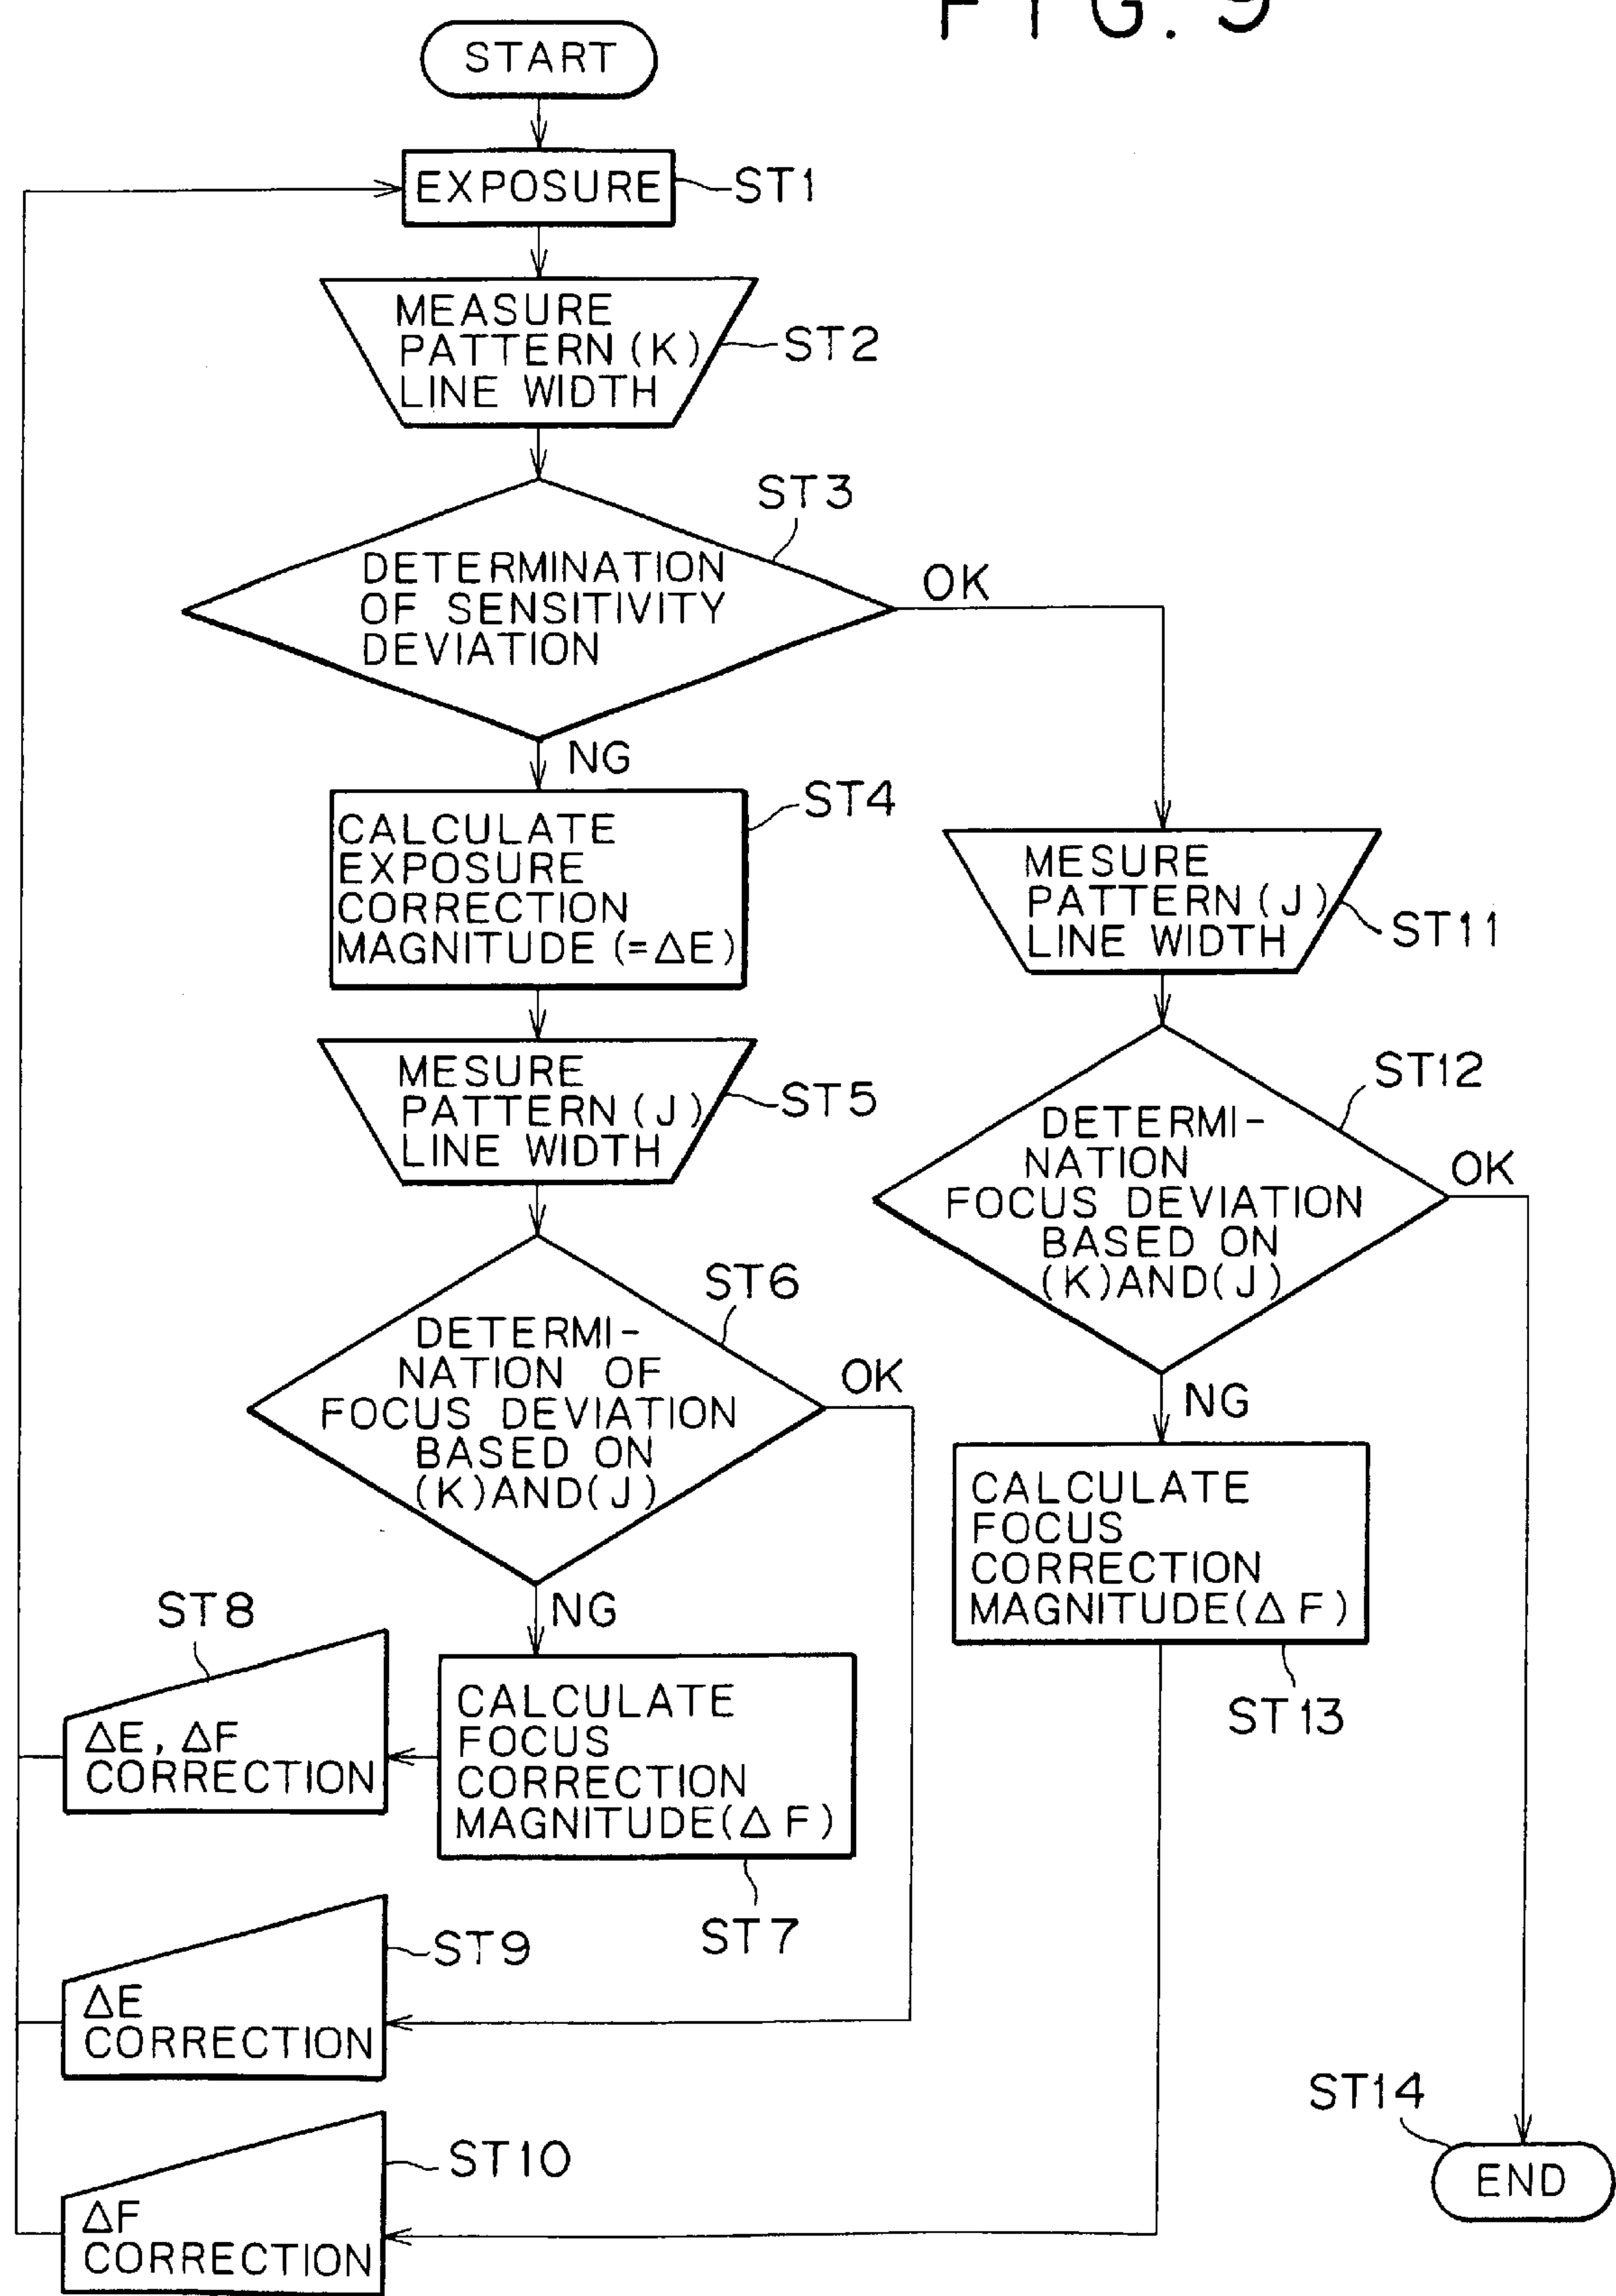 FIG. 9
START
EXPOSURE
ST1
MEASURE
PATTERN (K)
LINE WIDTH
ST2
ST3
DETERMINATION
OF SENSITIVITY
DEVIATION
OK
NG
ST4
CALCULATE
EXPOSURE
CORRECTION
MAGNITUDE (=ΔE)
MESURE
PATTERN (J)
LINE WIDTH
ST5
ST6
DETERMI-
NATION OF
FOCUS DEVIATION
BASED ON
(K)AND(J)
OK
NG
CALCULATE
FOCUS
CORRECTION
MAGNITUDE(Δ F)
ST7
ST8
ΔE, ΔF
CORRECTION
ST9
ΔE
CORRECTION
ST10
ΔF
CORRECTION
MESURE
PATTERN (J)
LINE WIDTH
ST11
ST12
DETERMI-
NATION
FOCUS DEVIATION
BASED ON
(K)AND(J)
OK
NG
CALCULATE
FOCUS
CORRECTION
MAGNITUDE(Δ F)
ST13
ST14
END